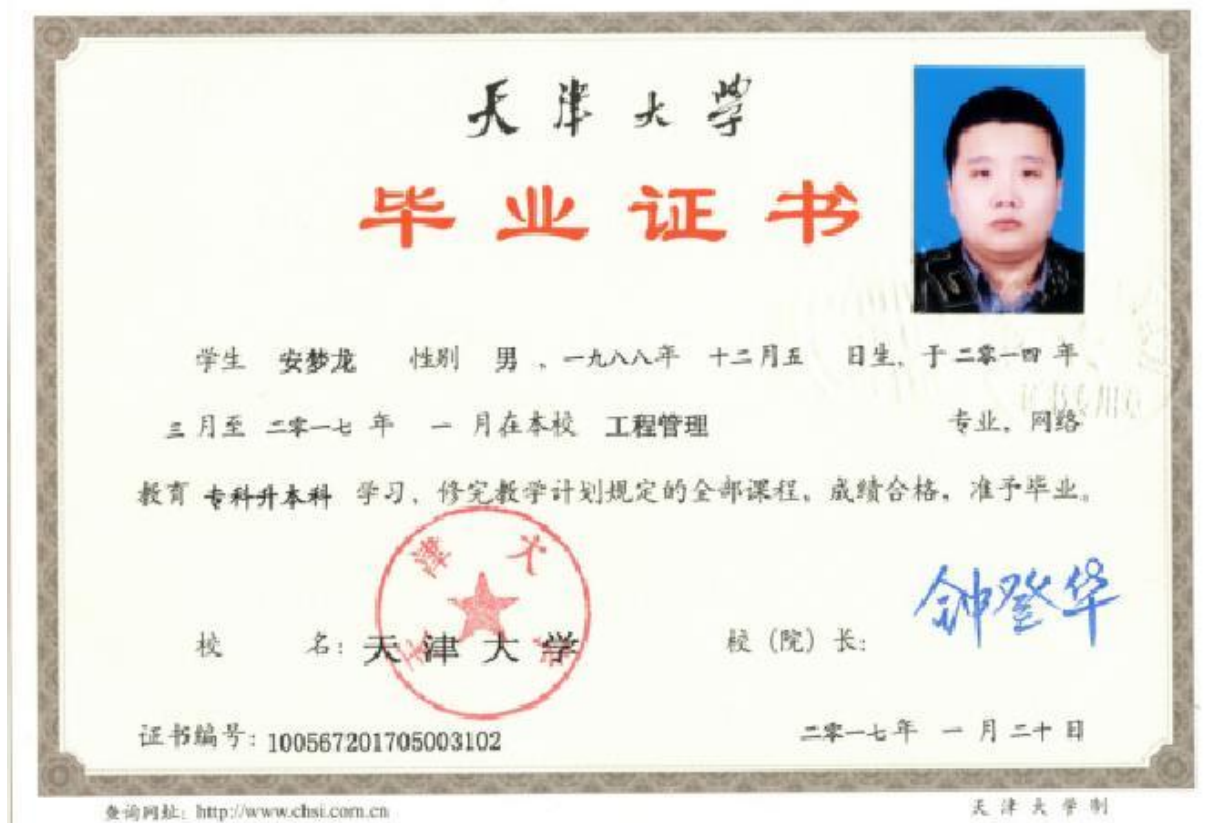 天津大学
毕业证书
学生 安梦龙 性别 男 ，一九八八年 十二月五 日生，于二零一四 年
三 月至 二零一七 年 一 月在本校 工程管理 专业，网络
教育 专科升本科 学习，修完教学计划规定的全部课程，成绩合格，准予毕业。
校 名：天津大学 校（院）长：钟登华
证书编号：100567201705003102 二零一七年 一 月 二十 日
查询网址：http://www.chsi.com.cn 天津大学制